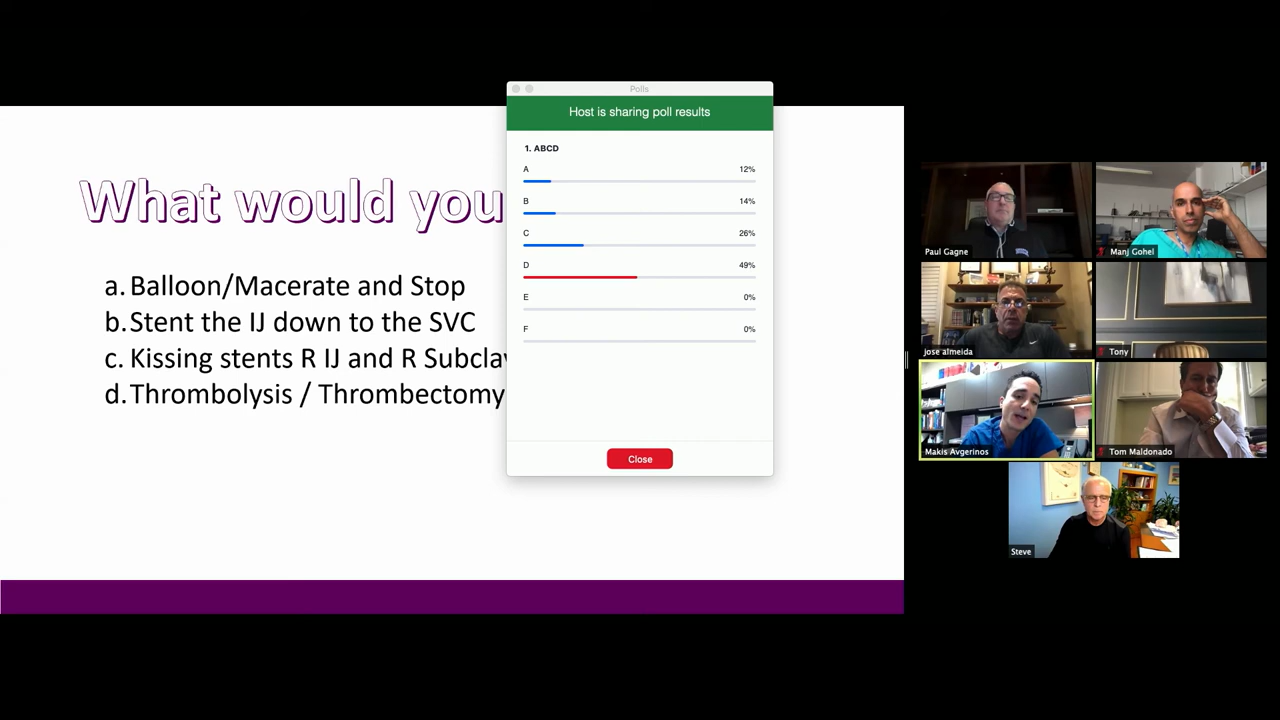 What would you
a. Balloon/Macerate and Stop
b. Stent the IJ down to the SVC
c. Kissing stents R IJ and R Subcla
d. Thrombolysis / Thrombectomy
Polls
Host is sharing poll results
1. ABCD
A 12%
B 14%
C 26%
D 49%
E 0%
F 0%
Close
Paul Gagne
Manj Gohel
jose almeida
Tony
Makis Avgerinos
Tom Maldonado
Steve